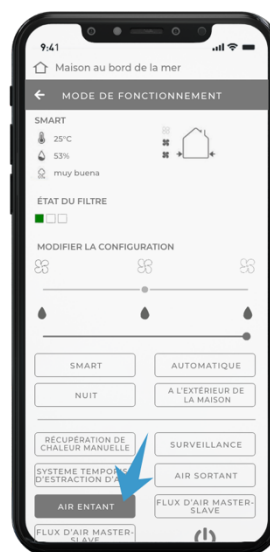 9:41
Maison au bord de la mer
MODE DE FONCTIONNEMENT
SMART
25°C
53%
muy buena
ÉTAT DU FILTRE
MODIFIER LA CONFIGURATION
SMART
AUTOMATIQUE
NUIT
A L'EXTÉRIEUR DE
LA MAISON
RÉCUPÉRATION DE
CHALEUR MANUELLE
SURVEILLANCE
SYSTEME
D'ESTRACTION
AIR SORTANT
AIR ENTANT
FLUX D'AIR MASTER-
SLAVE
FLUX D'AIR MASTER-
SLAVE